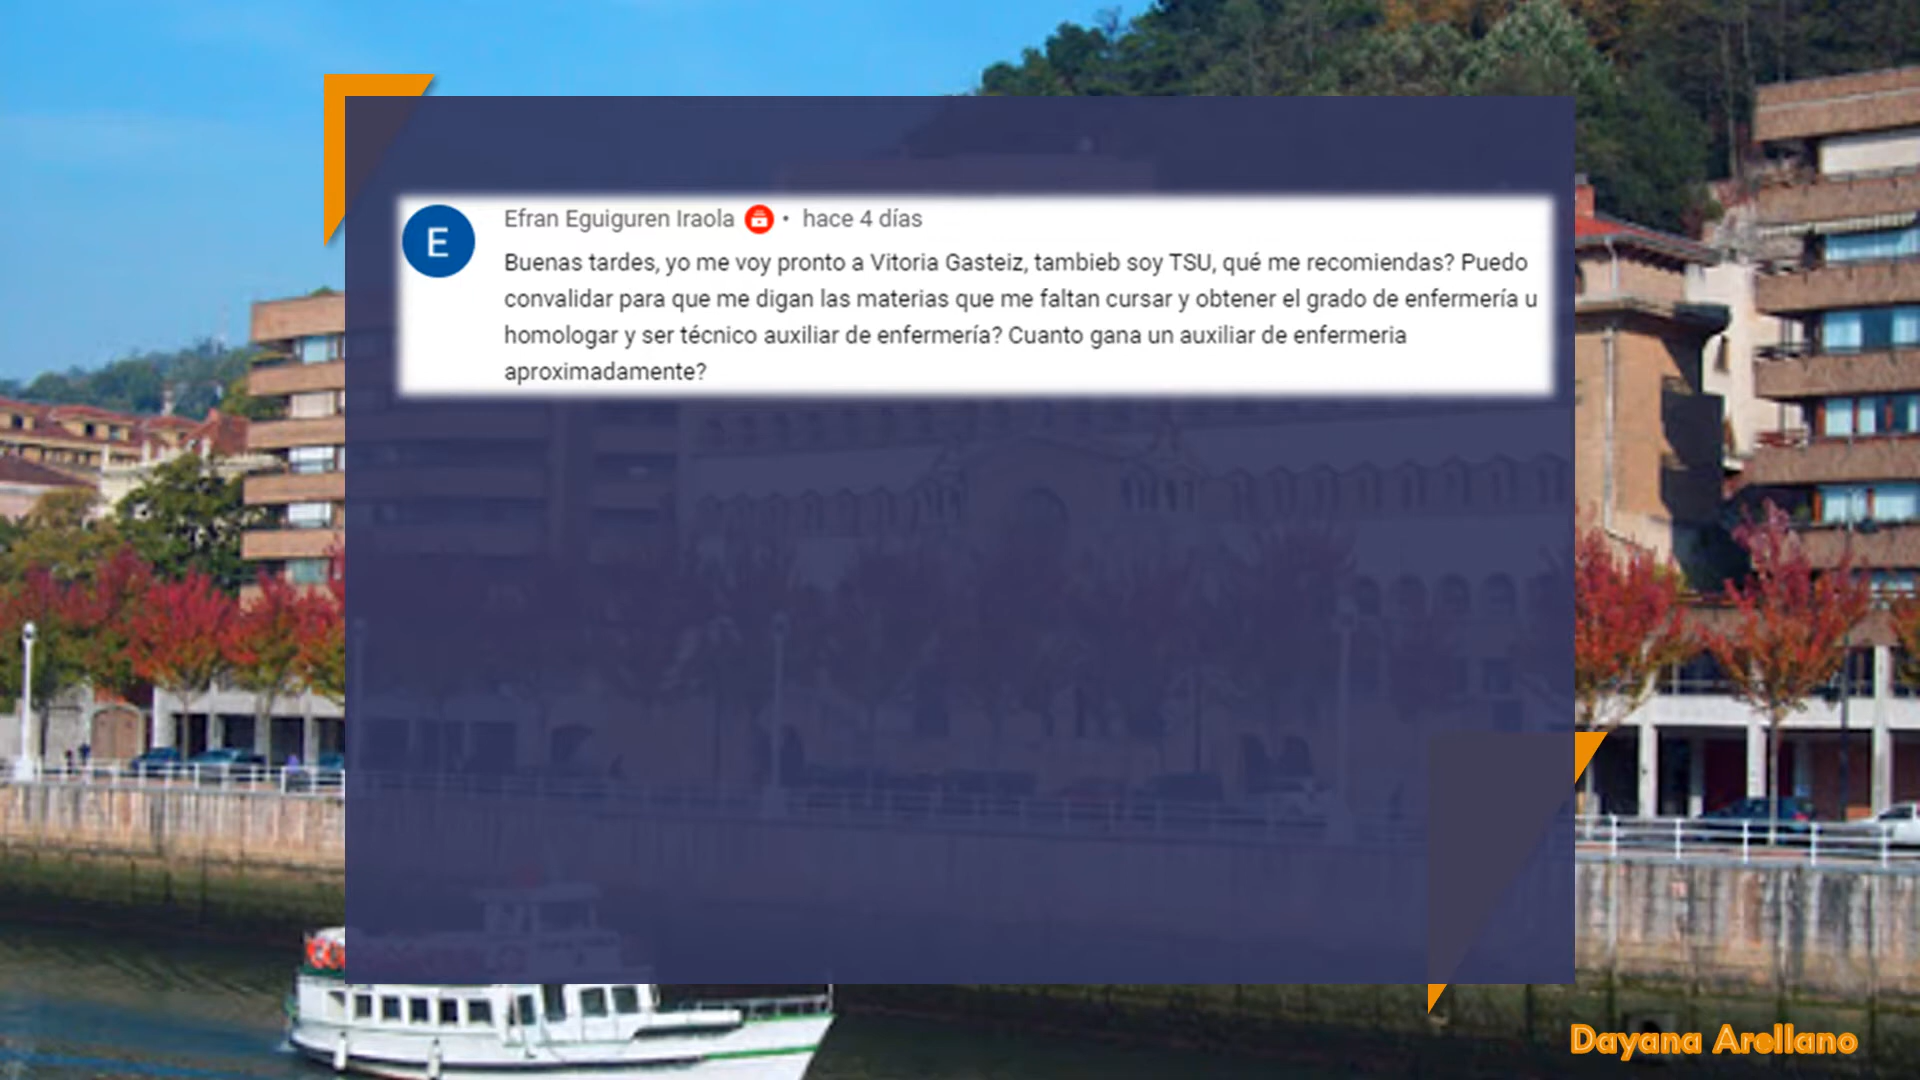 Efran Eguiguren Iraola • hace 4 días
E
Buenas tardes, yo me voy pronto a Vitoria Gasteiz, tambieb soy TSU, qué me recomiendas? Puedo
convalidar para que me digan las materias que me faltan cursar y obtener el grado de enfermería u
homologar y ser técnico auxiliar de enfermería? Cuanto gana un auxiliar de enfermeria
aproximadamente?
Dayana Arellano